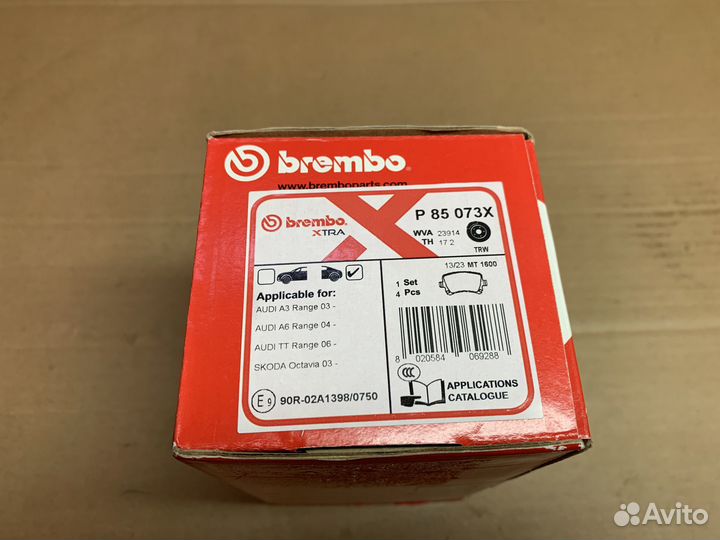 brembo.
www.bremboparts.com
brembo.
XTRA
P 85 073X
WVA 23914
TH 17 2
TRW
13/23 MT 1600
1 Set
4 Pcs
Applicable for:
AUDI A3 Range 03 -
AUDI A6 Range 04 -
AUDI TT Range 06 -
SKODA Octavia 03 -
8 020584 069288
CCC
APPLICATIONS
CATALOGUE
E9 90R-02A1398/0750
Avito